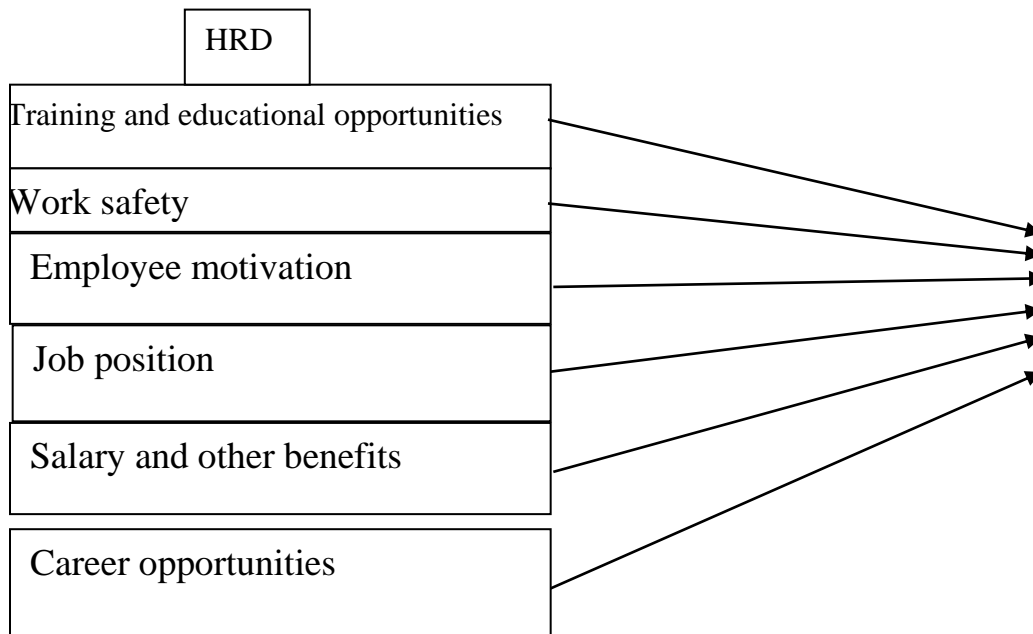 HRD
Training and educational opportunities
Work safety
Employee motivation
Job position
Salary and other benefits
Career opportunities